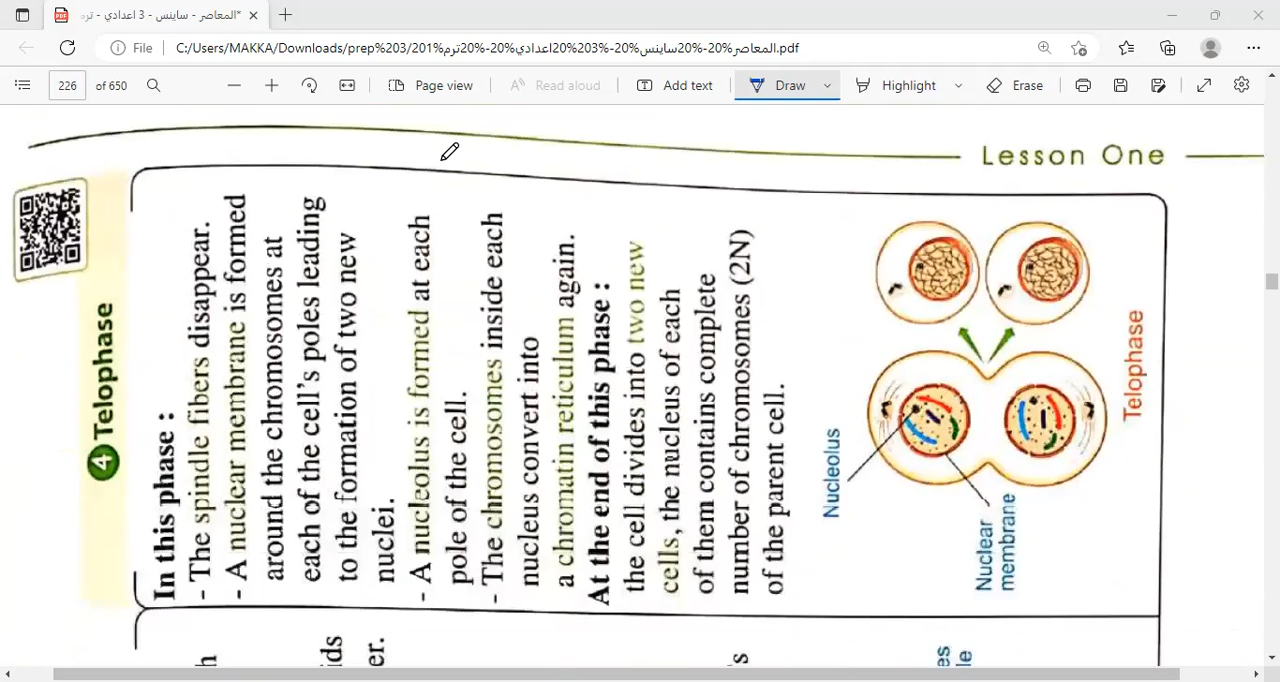 *المعاصر - ساينس - 3 اعدادي - تره
File
C:/Users/MAKKA/Downloads/prep%203/201%المعاصر%20-%20ساينس%20-%203%20اعدادي%20-%20ترم.pdf
226 of 650
Page view
Read aloud
Add text
Draw
Highlight
Erase
Lesson One
4 Telophase
In this phase :
- The spindle fibers disappear.
- A nuclear membrane is formed
around the chromosomes at
each of the cell's poles leading
to the formation of two new
nuclei.
- A nucleolus is formed at each
pole of the cell.
- The chromosomes inside each
nucleus convert into
a chromatin reticulum again.
At the end of this phase :
the cell divides into two new
cells, the nucleus of each
of them contains complete
number of chromosomes (2N)
of the parent cell.
Nucleolus
Nuclear
membrane
Telophase
h
ids
er.
s
es
le